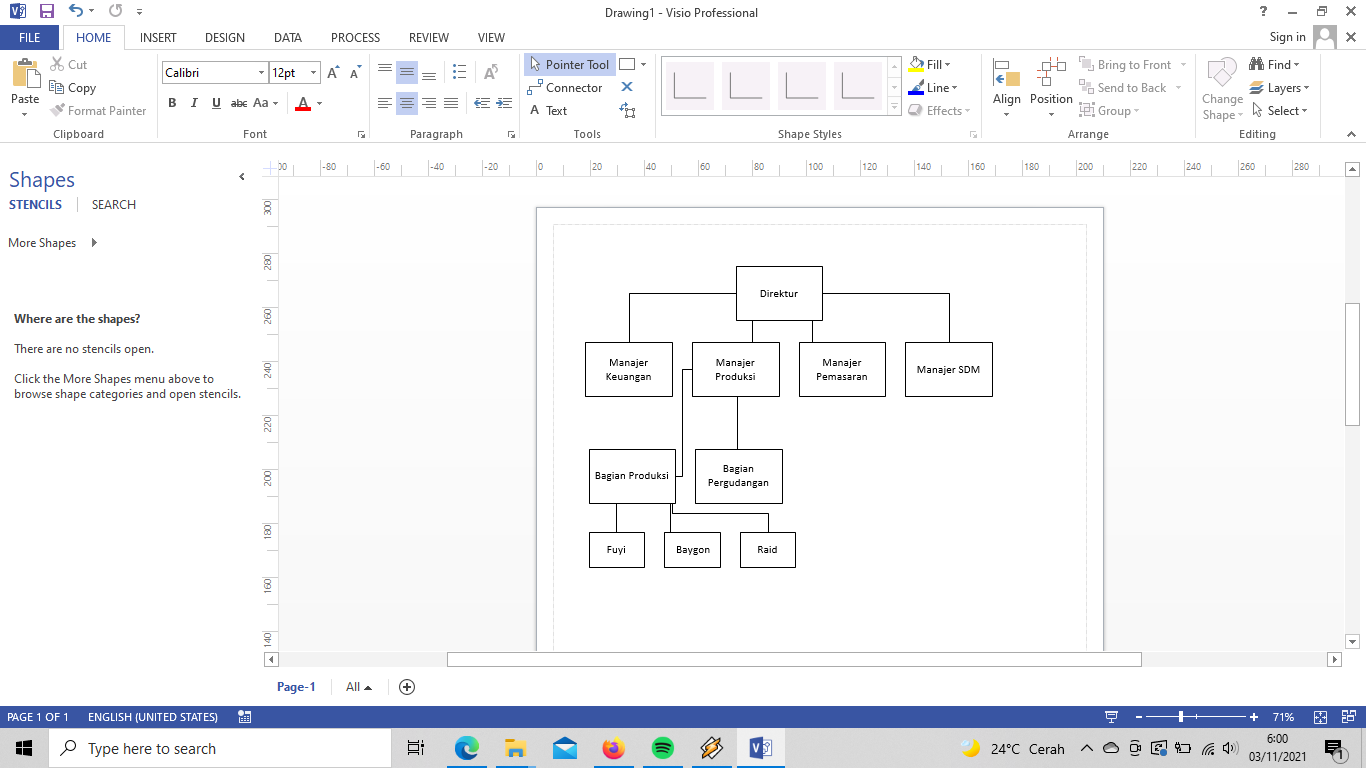 Drawing1 - Visio Professional
FILE HOME INSERT DESIGN DATA PROCESS REVIEW VIEW Sign in
Paste
Cut
Copy
Format Painter
Clipboard
Calibri 12pt
B I U abc Aa A
Font
Paragraph
Pointer Tool
Connector
A Text
Tools
Shape Styles
Fill
Line
Effects
Align
Position
Bring to Front
Send to Back
Group
Arrange
Change
Shape
Find
Layers
Select
Editing
Shapes
STENCILS SEARCH
More Shapes
Where are the shapes?
There are no stencils open.
Click the More Shapes menu above to
browse shape categories and open stencils.
-80 -60 -40 -20 0 20 40 60 80 100 120 140 160 180 200 220 240 260 280
300
280
260
240
220
200
180
160
140
Direktur
Manajer
Keuangan
Manajer
Produksi
Manajer
Pemasaran
Manajer SDM
Bagian Produksi
Bagian
Pergudangan
Fuyi
Baygon
Raid
Page-1 All
PAGE 1 OF 1 ENGLISH (UNITED STATES) 71%
Type here to search
24°C Cerah
6:00
03/11/2021
1